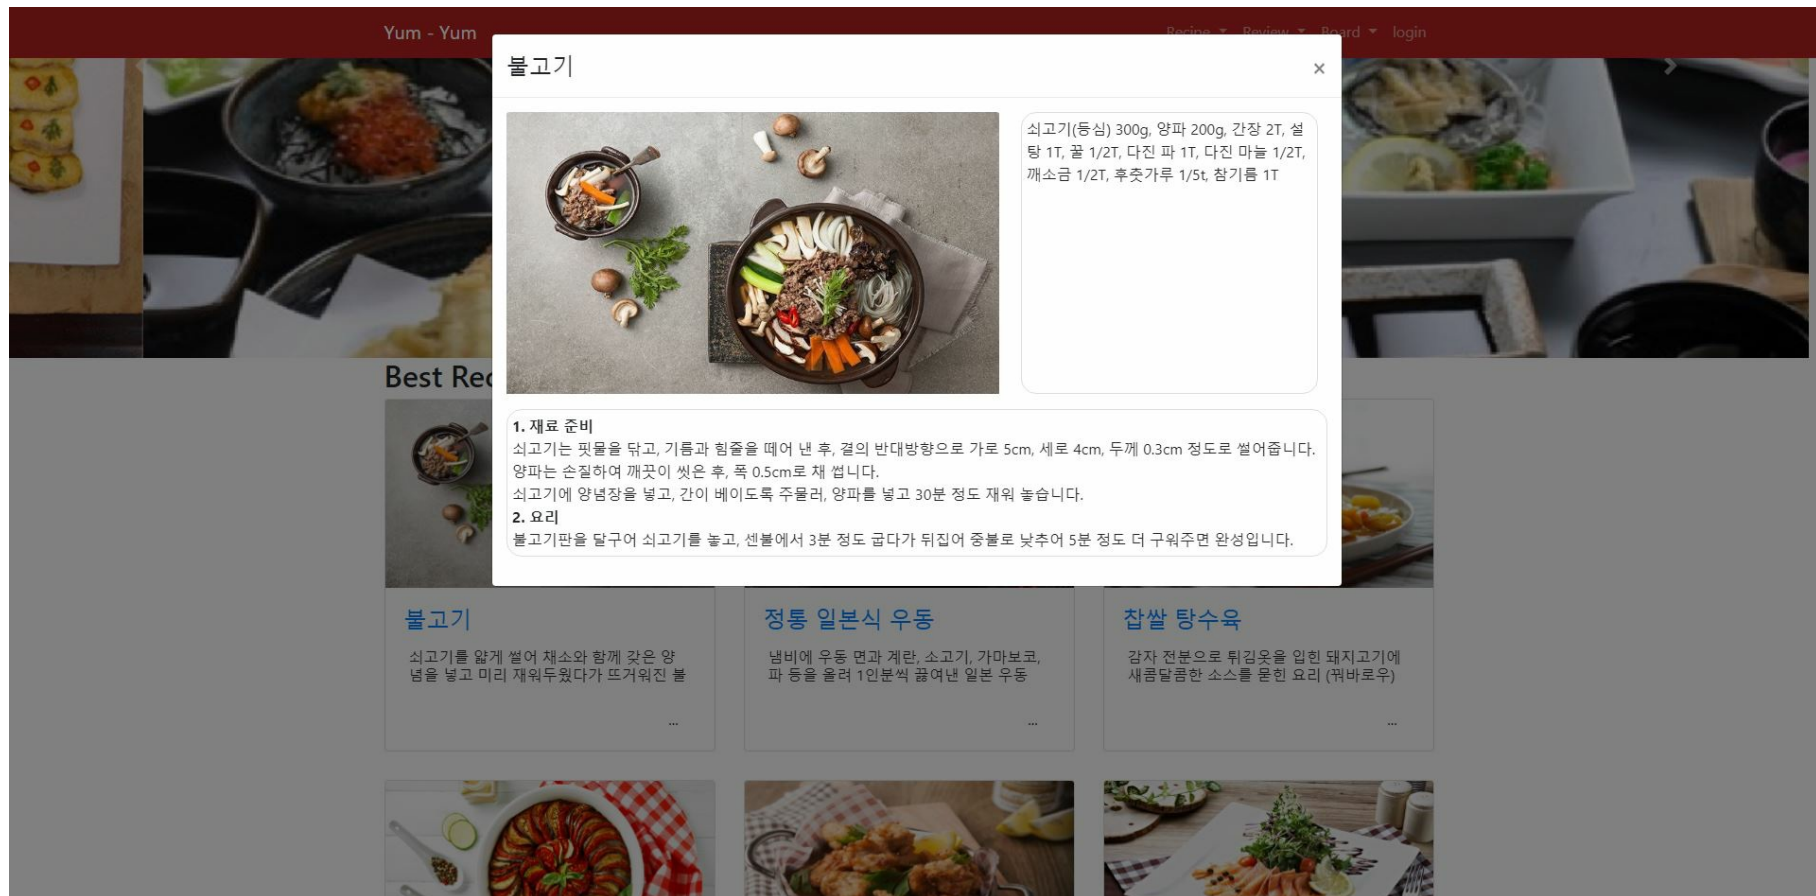 Yum - Yum
Recipe Review Board login
불고기
×
쇠고기(등심) 300g, 양파 200g, 간장 2T, 설
탕 1T, 꿀 1/2T, 다진 파 1T, 다진 마늘 1/2T,
깨소금 1/2T, 후춧가루 1/5t, 참기름 1T
Best Rec
1. 재료 준비
쇠고기는 핏물을 닦고, 기름과 힘줄을 떼어 낸 후, 결의 반대방향으로 가로 5cm, 세로 4cm, 두께 0.3cm 정도로 썰어줍니다.
양파는 손질하여 깨끗이 씻은 후, 폭 0.5cm로 채 썹니다.
쇠고기에 양념장을 넣고, 간이 베이도록 주물러, 양파를 넣고 30분 정도 재워 놓습니다.
2. 요리
불고기판을 달구어 쇠고기를 놓고, 센불에서 3분 정도 굽다가 뒤집어 중불로 낮추어 5분 정도 더 구워주면 완성입니다.
불고기
쇠고기를 얇게 썰어 채소와 함께 갖은 양
념을 넣고 미리 재워두웠다가 뜨거워진 불
...
정통 일본식 우동
냄비에 우동 면과 계란, 소고기, 가마보코,
파 등을 올려 1인분씩 끓여낸 일본 우동
...
찹쌀 탕수육
감자 전분으로 튀김옷을 입힌 돼지고기에
새콤달콤한 소스를 묻힌 요리 (꿔바로우)
...